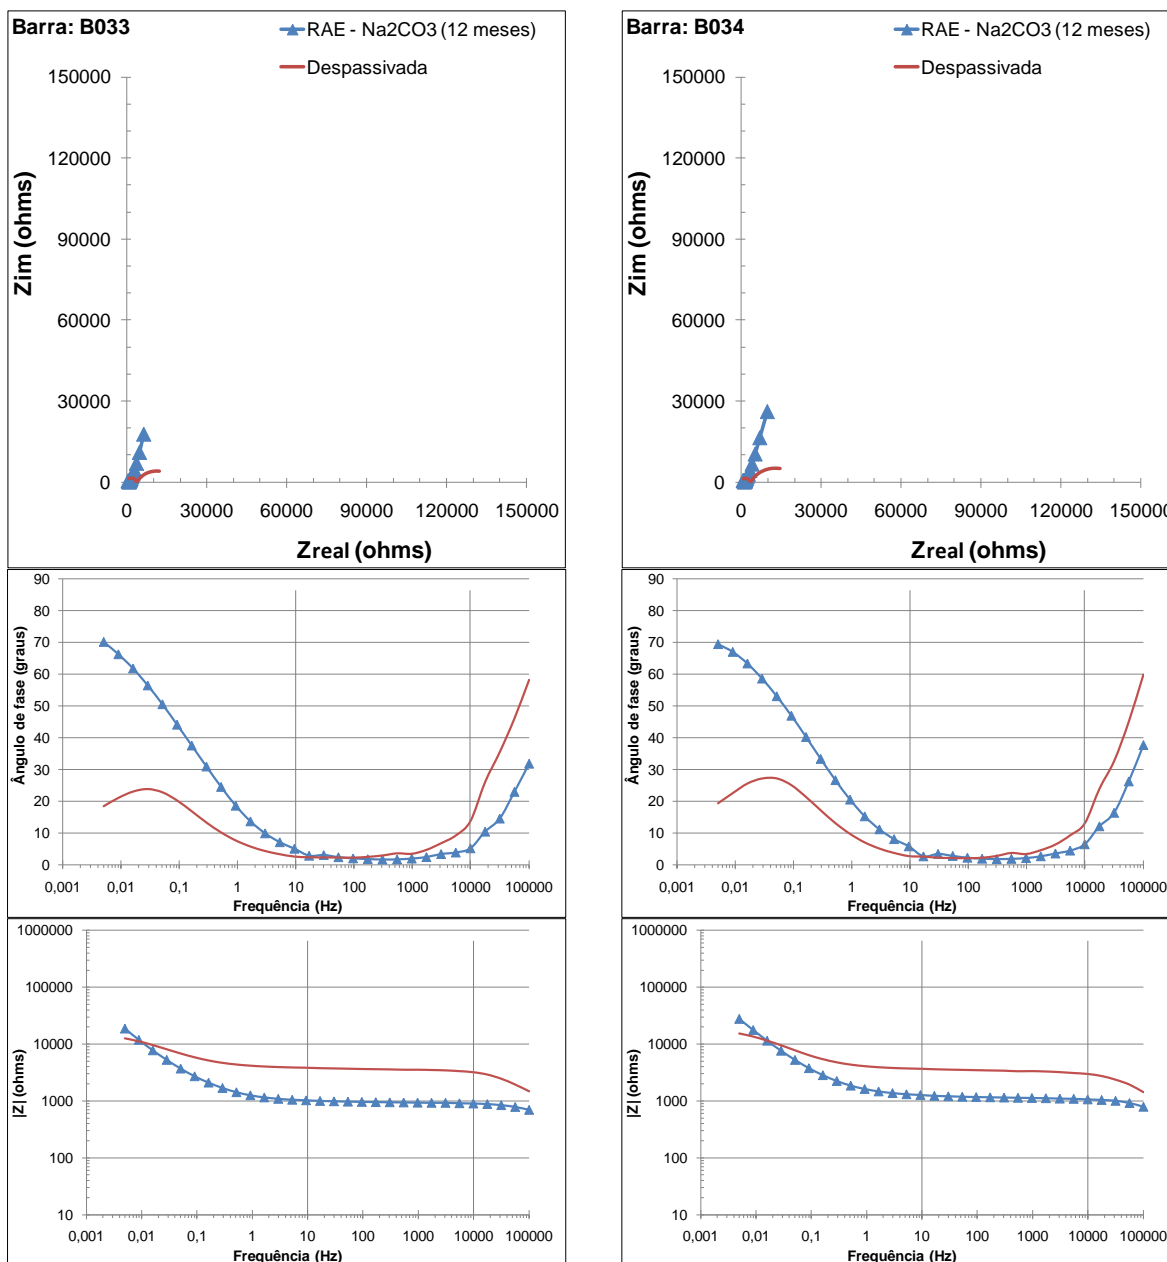 Barra: B033
RAE - Na2CO3 (12 meses)
Despassivada
150000
120000
90000
60000
30000
0
Zim (ohms)
0 30000 60000 90000 120000 150000
Zreal (ohms)
Barra: B034
RAE - Na2CO3 (12 meses)
Despassivada
150000
120000
90000
60000
30000
0
Zim (ohms)
0 30000 60000 90000 120000 150000
Zreal (ohms)
90
80
70
60
50
40
30
20
10
0
Ângulo de fase (graus)
0,001 0,01 0,1 1 10 100 1000 10000 100000
Frequência (Hz)
90
80
70
60
50
40
30
20
10
0
Ângulo de fase (graus)
0,001 0,01 0,1 1 10 100 1000 10000 100000
Frequência (Hz)
1000000
100000
10000
1000
100
10
|Z| (ohms)
0,001 0,01 0,1 1 10 100 1000 10000 100000
Frequência (Hz)
1000000
100000
10000
1000
100
10
|Z| (ohms)
0,001 0,01 0,1 1 10 100 1000 10000 100000
Frequência (Hz)